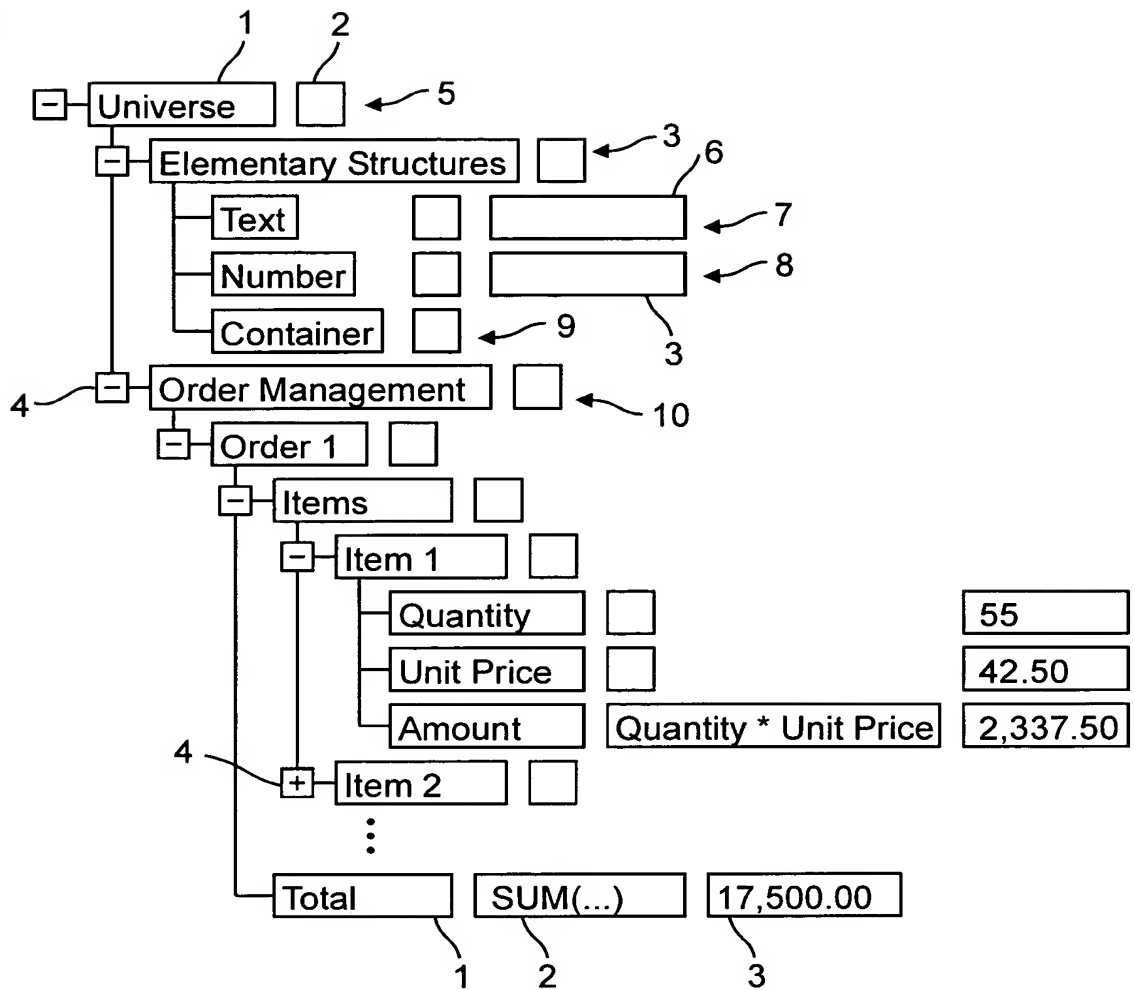 1 2
Universe 5
3
Elementary Structures 6
Text 7
Number 8
Container 9 3
4 Order Management 10
Order 1
Items
Item 1
Quantity 55
Unit Price 42.50
Amount Quantity * Unit Price 2,337.50
4 + Item 2
⋮
Total SUM(...) 17,500.00
1 2 3